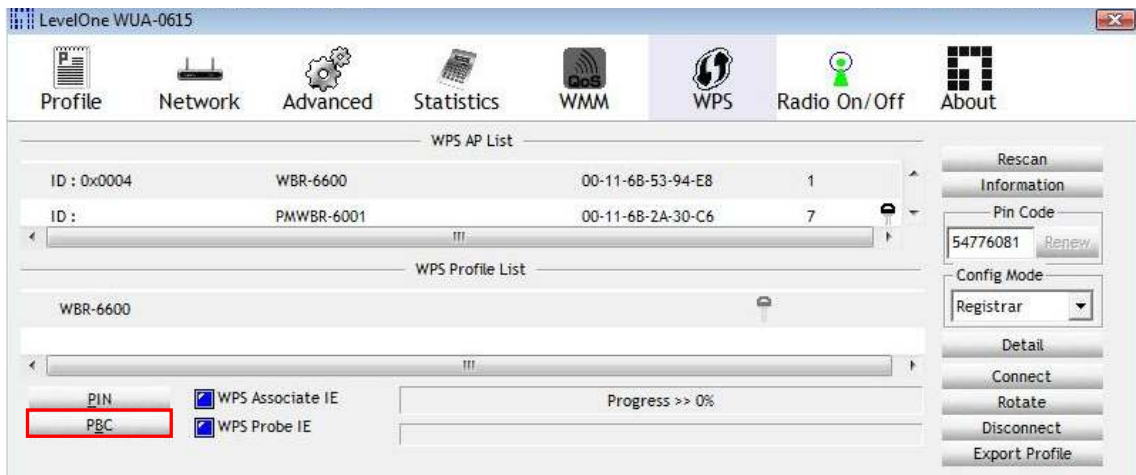 LevelOne WUA-0615
Profile Network Advanced Statistics QoS WMM WPS Radio On/Off About
WPS AP List
Rescan
ID : 0x0004 WBR-6600 00-11-6B-53-94-E8 1
Information
ID : PMWBR-6001 00-11-6B-2A-30-C6 7
Pin Code
54776081 Renew
WPS Profile List
Config Mode
WBR-6600
Registrar
Detail
Connect
PIN WPS Associate IE Progress >> 0%
Rotate
PBC WPS Probe IE
Disconnect
Export Profile